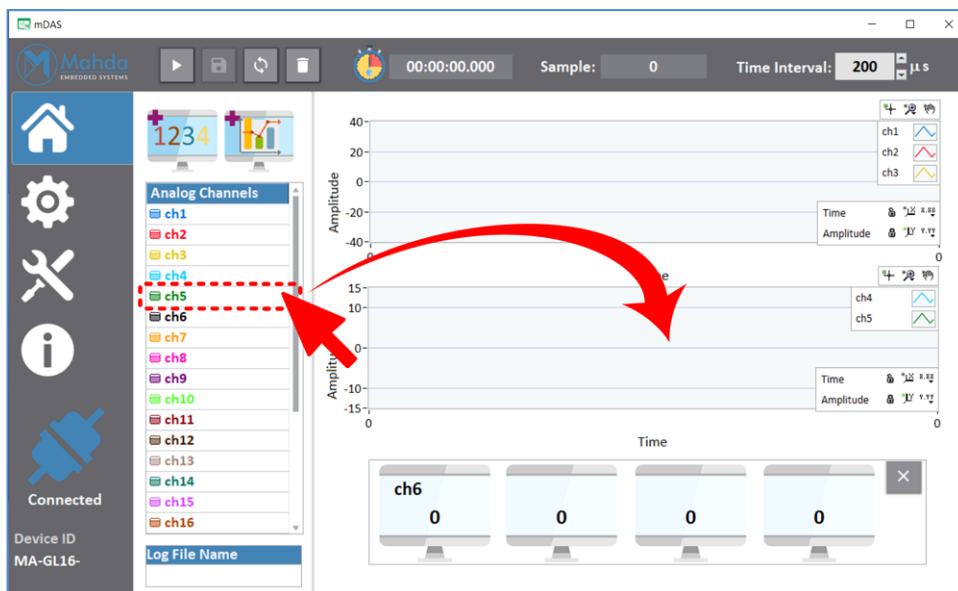 mDAS
Mahda
EMBEDDED SYSTEMS
00:00:00.000
Sample:
0
Time Interval:
200
µs
1234
Analog Channels
ch1
ch2
ch3
ch4
ch5
ch6
ch7
ch8
ch9
ch10
ch11
ch12
ch13
ch14
ch15
ch16
Log File Name
Connected
Device ID
MA-GL16-
Amplitude
40
20
0
-20
-40
0
0
ch1
ch2
ch3
Time
Amplitude
Amplitude
15
10
0
-10
-15
0
0
Time
ch4
ch5
Time
Amplitude
ch6
0
0
0
0